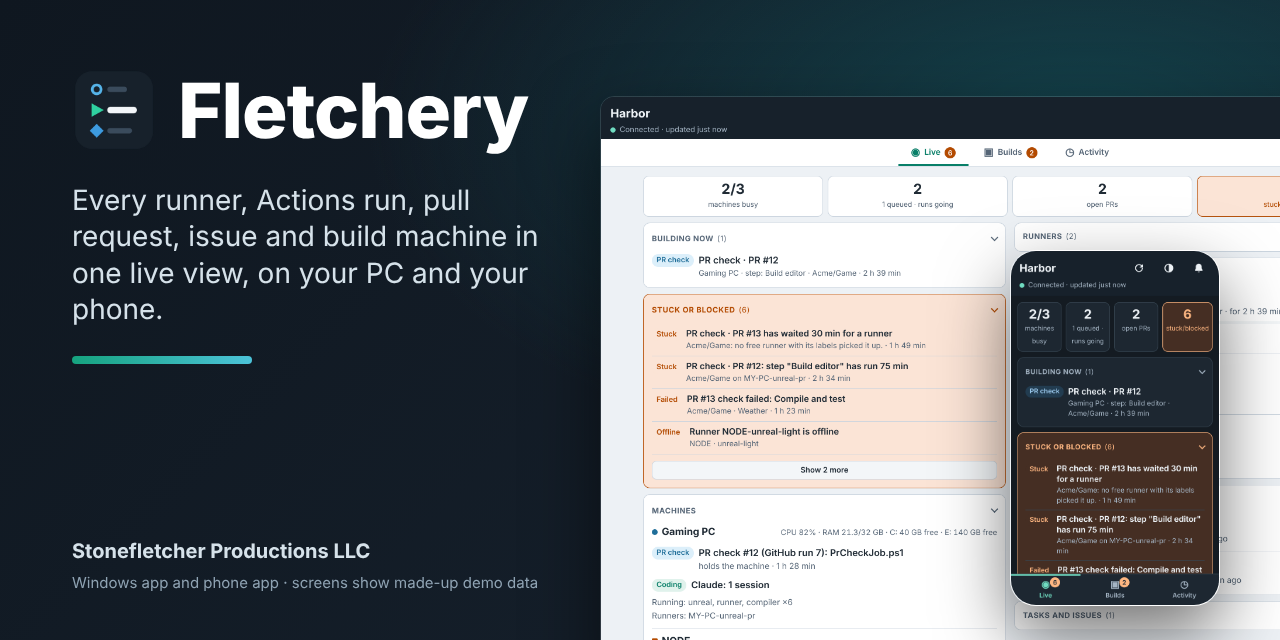 Fletchery
Every runner, Actions run, pull
request, issue and build machine in
one live view, on your PC and your
phone.
Stonefletcher Productions LLC
Windows app and phone app · screens show made-up demo data
Harbor
Connected · updated just now
Live 6
Builds 2
Activity
2/3
machines busy
2
1 queued · runs going
2
open PRs
BUILDING NOW (1)
PR check PR check · PR #12
Gaming PC · step: Build editor · Acme/Game · 2 h 39 min
STUCK OR BLOCKED (6)
Stuck PR check · PR #13 has waited 30 min for a runner
Acme/Game: no free runner with its labels picked it up. · 1 h 49 min
Stuck PR check · PR #12: step "Build editor" has run 75 min
Acme/Game on MY-PC-unreal-pr · 2 h 34 min
Failed PR #13 check failed: Compile and test
Acme/Game · Weather · 1 h 23 min
Offline Runner NODE-unreal-light is offline
NODE · unreal-light
Show 2 more
MACHINES
Gaming PC CPU 82% · RAM 21.3/32 GB · C: 40 GB free · E: 140 GB free
PR check PR check #12 (GitHub run 7): PrCheckJob.ps1
holds the machine · 1 h 28 min
Coding Claude: 1 session
Running: unreal, runner, compiler ×6
Runners: MY-PC-unreal-pr
NODE
RUNNERS (2)
· for 2 h 39 min
TASKS AND ISSUES (1)
Harbor
Connected · updated just now
2/3
machines
busy
2
1 queued ·
runs going
2
open PRs
6
stuck/blocked
BUILDING NOW (1)
PR check PR check · PR #12
Gaming PC · step: Build editor ·
Acme/Game · 2 h 39 min
STUCK OR BLOCKED (6)
Stuck PR check · PR #13 has waited 30 min
for a runner
Acme/Game: no free runner with its labels
picked it up. · 1 h 49 min
Stuck PR check · PR #12: step "Build editor"
has run 75 min
Acme/Game on MY-PC-unreal-pr · 2 h 34
min
Failed PR #13 check failed: Compile and test
Live 6
Builds 2
Activity